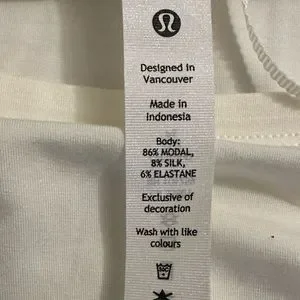 Designed in
Vancouver
Made in
Indonesia
Body:
86% MODAL,
8% SILK,
6% ELASTANE
Exclusive of
decoration
Wash with like
colours